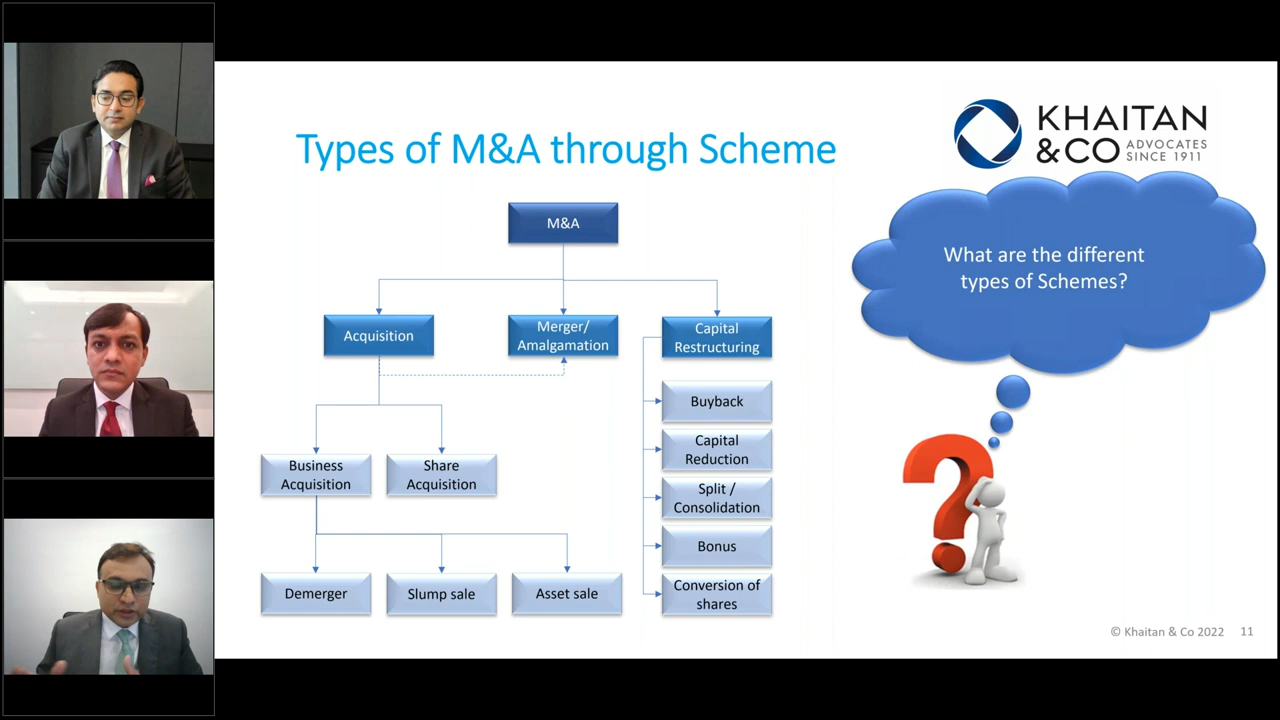 KHAITAN
& CO ADVOCATES
SINCE 1911
Types of M&A through Scheme
What are the different
types of Schemes?
M&A
Acquisition
Merger/
Amalgamation
Capital
Restructuring
Buyback
Capital
Reduction
Split /
Consolidation
Bonus
Conversion of
shares
Business
Acquisition
Share
Acquisition
Demerger
Slump sale
Asset sale
© Khaitan & Co 2022 11